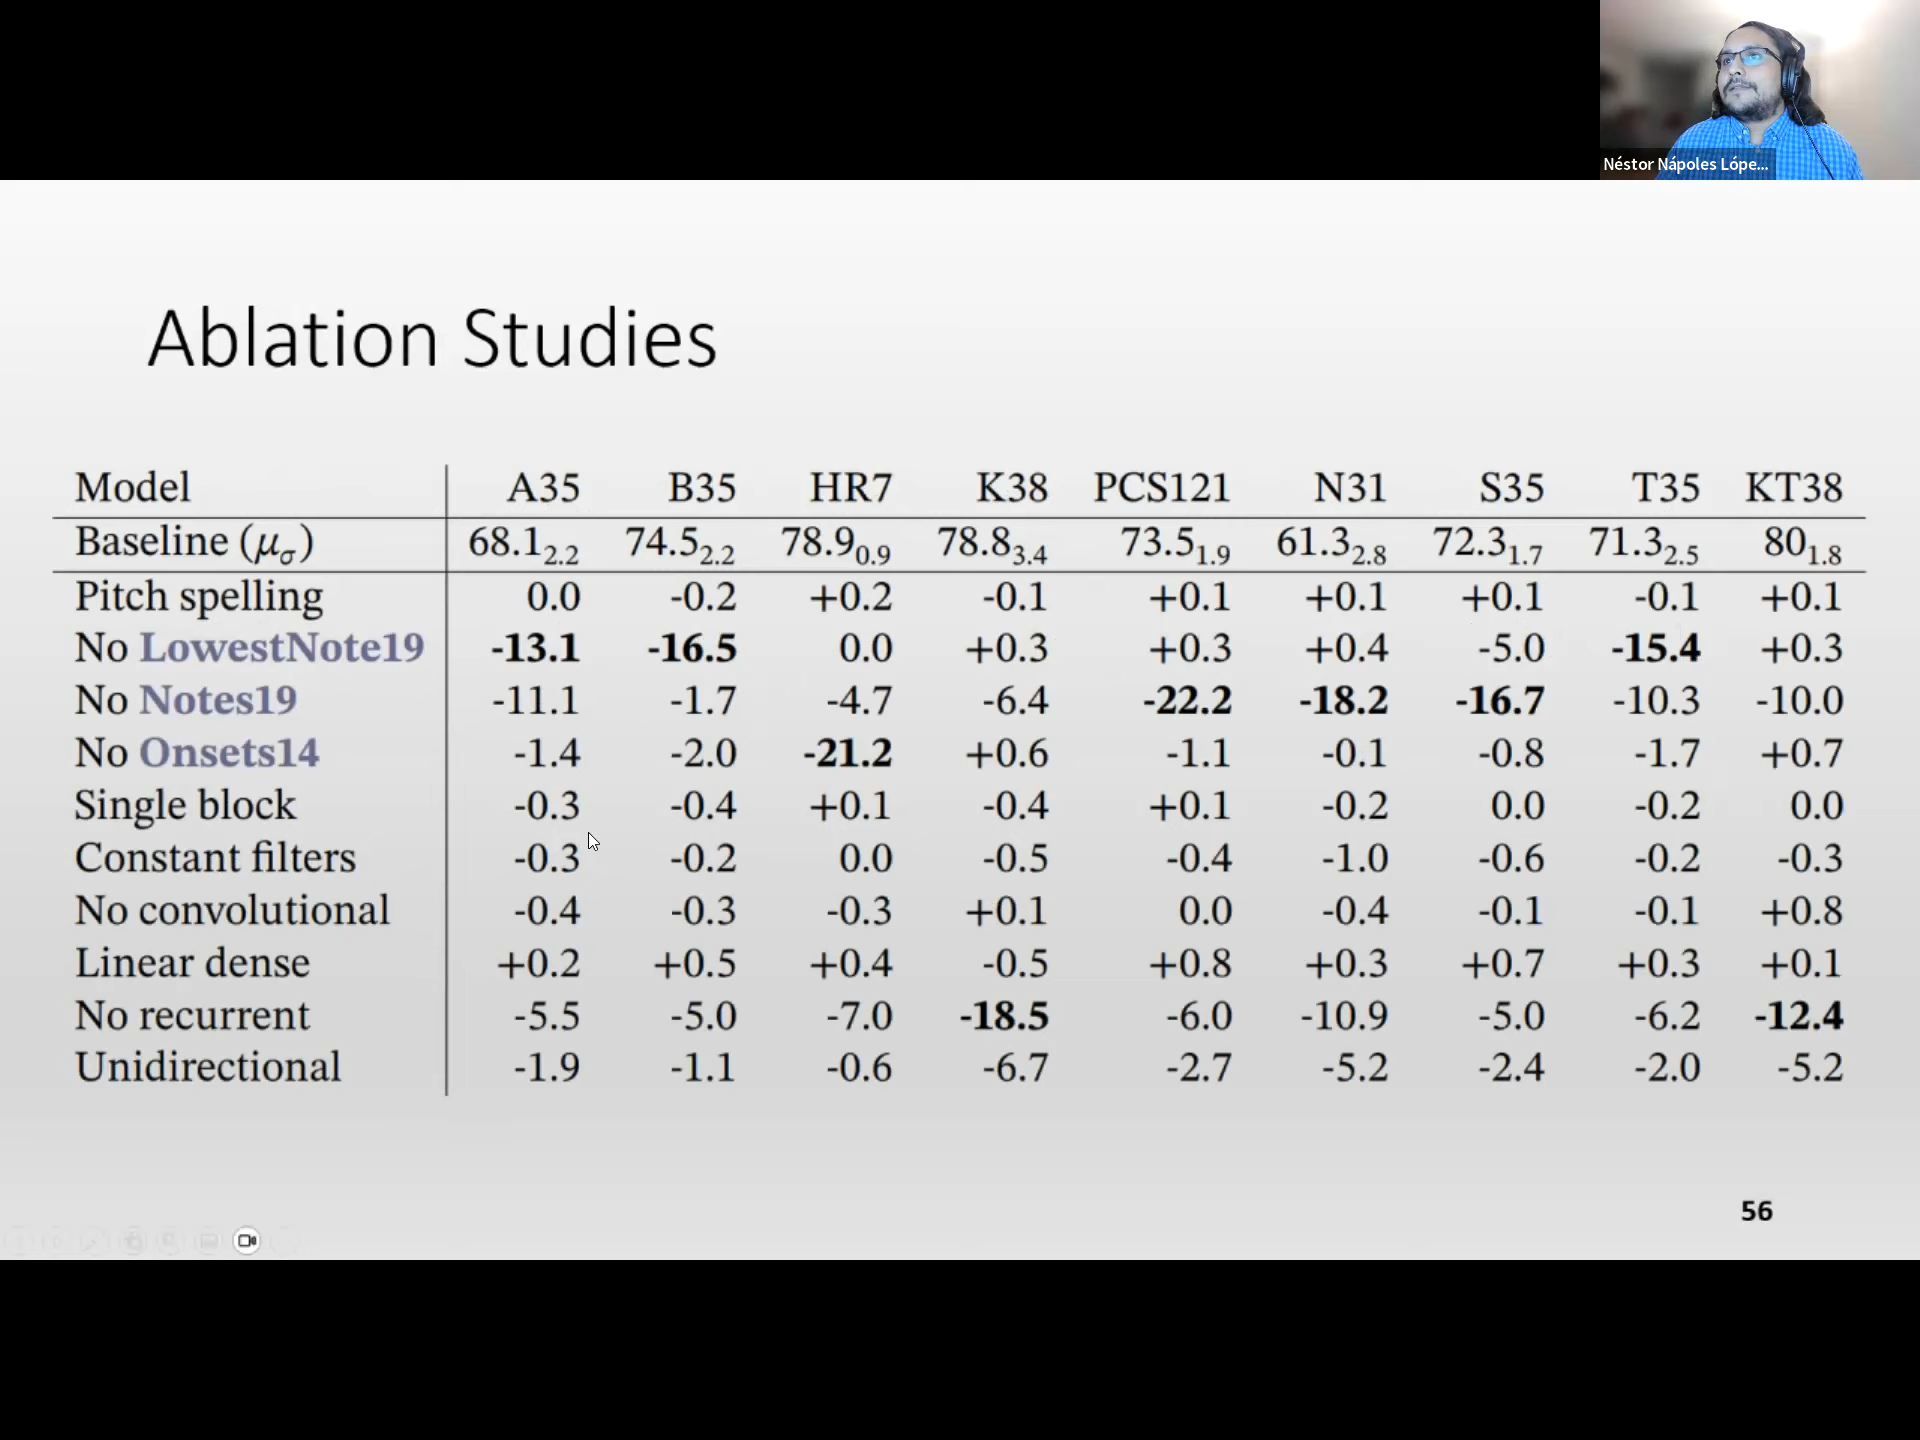 Néstor Nápoles Lópe...
Ablation Studies
Model A35 B35 HR7 K38 PCS121 N31 S35 T35 KT38
Baseline (μσ) 68.12.2 74.52.2 78.90.9 78.83.4 73.51.9 61.32.8 72.31.7 71.32.5 801.8
Pitch spelling 0.0 -0.2 +0.2 -0.1 +0.1 +0.1 +0.1 -0.1 +0.1
No LowestNote19 -13.1 -16.5 0.0 +0.3 +0.3 +0.4 -5.0 -15.4 +0.3
No Notes19 -11.1 -1.7 -4.7 -6.4 -22.2 -18.2 -16.7 -10.3 -10.0
No Onsets14 -1.4 -2.0 -21.2 +0.6 -1.1 -0.1 -0.8 -1.7 +0.7
Single block -0.3 -0.4 +0.1 -0.4 +0.1 -0.2 0.0 -0.2 0.0
Constant filters -0.3 -0.2 0.0 -0.5 -0.4 -1.0 -0.6 -0.2 -0.3
No convolutional -0.4 -0.3 -0.3 +0.1 0.0 -0.4 -0.1 -0.1 +0.8
Linear dense +0.2 +0.5 +0.4 -0.5 +0.8 +0.3 +0.7 +0.3 +0.1
No recurrent -5.5 -5.0 -7.0 -18.5 -6.0 -10.9 -5.0 -6.2 -12.4
Unidirectional -1.9 -1.1 -0.6 -6.7 -2.7 -5.2 -2.4 -2.0 -5.2
56